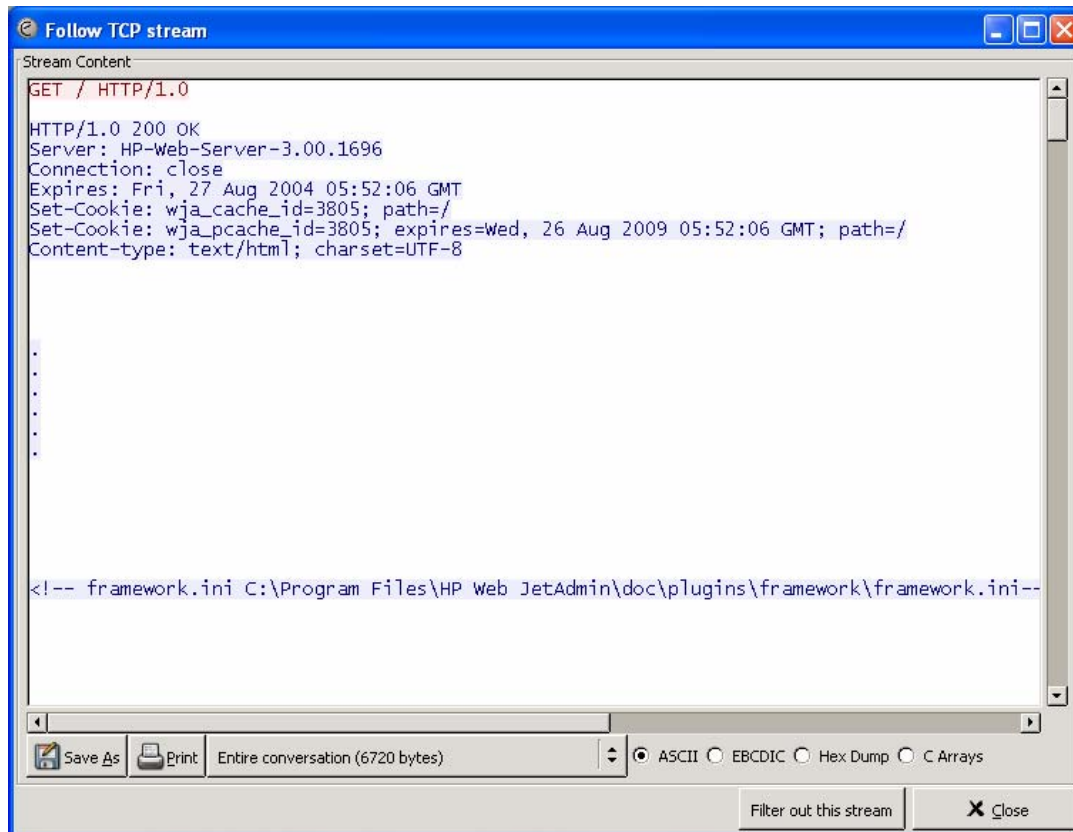 Follow TCP stream
Stream Content
GET / HTTP/1.0
HTTP/1.0 200 OK
Server: HP-Web-Server-3.00.1696
Connection: close
Expires: Fri, 27 Aug 2004 05:52:06 GMT
Set-Cookie: wja_cache_id=3805; path=/
Set-Cookie: wja_pcache_id=3805; expires=Wed, 26 Aug 2009 05:52:06 GMT; path=/
Content-type: text/html; charset=UTF-8
.
.
.
.
.
.
<!-- framework.ini C:\Program Files\HP Web JetAdmin\doc\plugins\framework\framework.ini--
Save As Print Entire conversation (6720 bytes) ASCII EBCDIC Hex Dump C Arrays
Filter out this stream Close